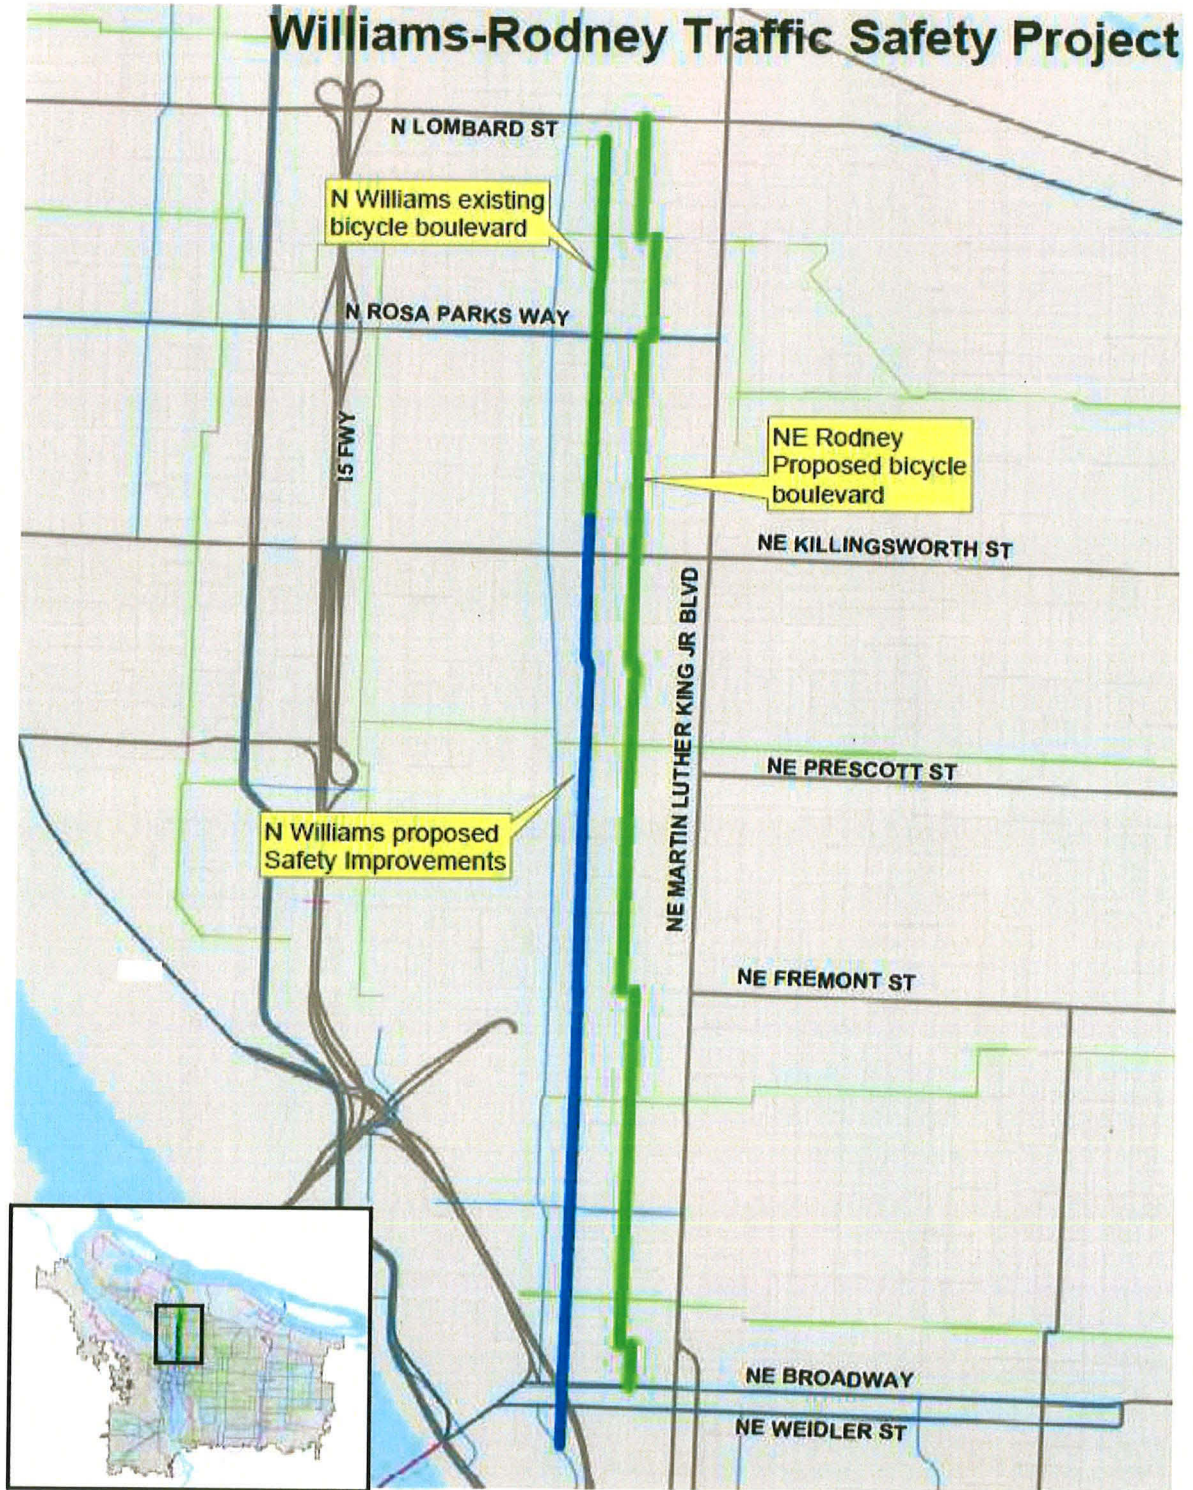 Williams-Rodney Traffic Safety Project
N LOMBARD ST
N Williams existing
bicycle boulevard
N ROSA PARKS WAY
I5 FWY
NE Rodney
Proposed bicycle
boulevard
NE KILLINGSWORTH ST
NE MARTIN LUTHER KING JR BLVD
NE PRESCOTT ST
N Williams proposed
Safety Improvements
NE FREMONT ST
NE BROADWAY
NE WEIDLER ST